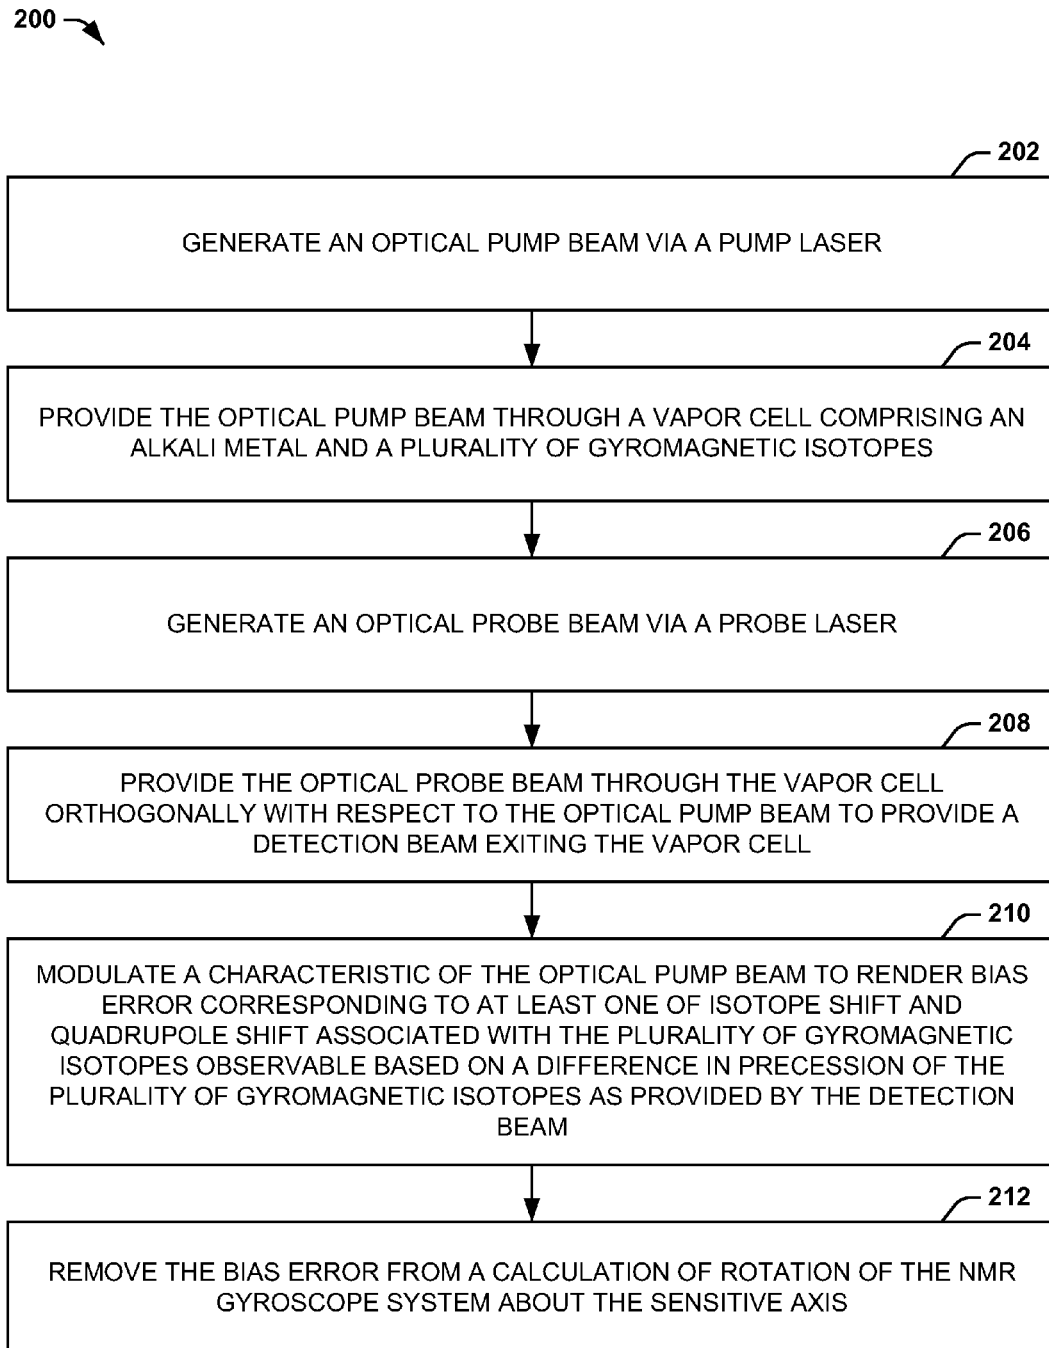 200
202
GENERATE AN OPTICAL PUMP BEAM VIA A PUMP LASER
204
PROVIDE THE OPTICAL PUMP BEAM THROUGH A VAPOR CELL COMPRISING AN
ALKALI METAL AND A PLURALITY OF GYROMAGNETIC ISOTOPES
206
GENERATE AN OPTICAL PROBE BEAM VIA A PROBE LASER
208
PROVIDE THE OPTICAL PROBE BEAM THROUGH THE VAPOR CELL
ORTHOGONALLY WITH RESPECT TO THE OPTICAL PUMP BEAM TO PROVIDE A
DETECTION BEAM EXITING THE VAPOR CELL
210
MODULATE A CHARACTERISTIC OF THE OPTICAL PUMP BEAM TO RENDER BIAS
ERROR CORRESPONDING TO AT LEAST ONE OF ISOTOPE SHIFT AND
QUADRUPOLE SHIFT ASSOCIATED WITH THE PLURALITY OF GYROMAGNETIC
ISOTOPES OBSERVABLE BASED ON A DIFFERENCE IN PRECESSION OF THE
PLURALITY OF GYROMAGNETIC ISOTOPES AS PROVIDED BY THE DETECTION
BEAM
212
REMOVE THE BIAS ERROR FROM A CALCULATION OF ROTATION OF THE NMR
GYROSCOPE SYSTEM ABOUT THE SENSITIVE AXIS